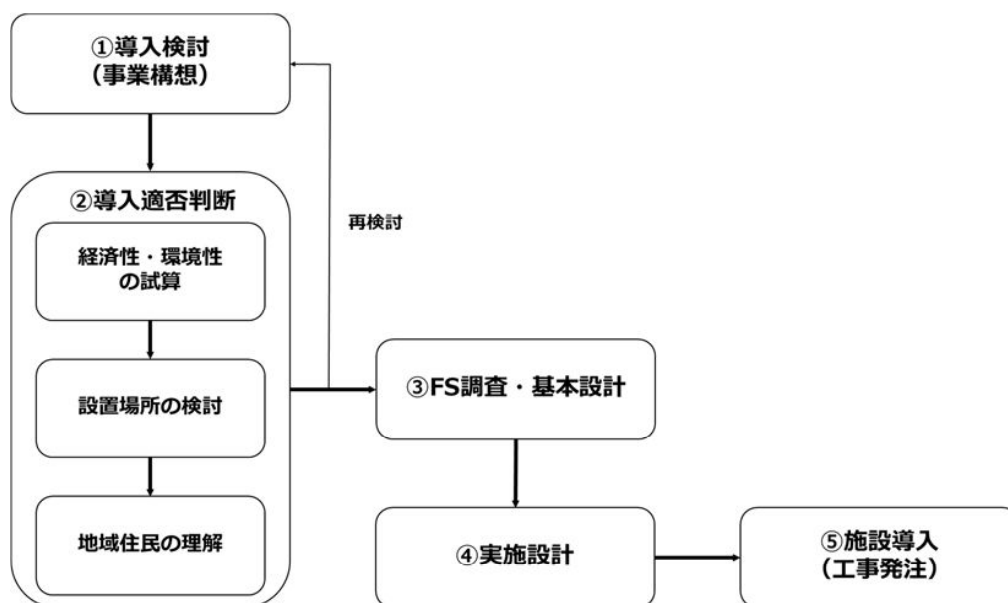 ①導入検討
（事業構想）
②導入適否判断
経済性・環境性
の試算
設置場所の検討
地域住民の理解
再検討
③FS調査・基本設計
④実施設計
⑤施設導入
（工事発注）